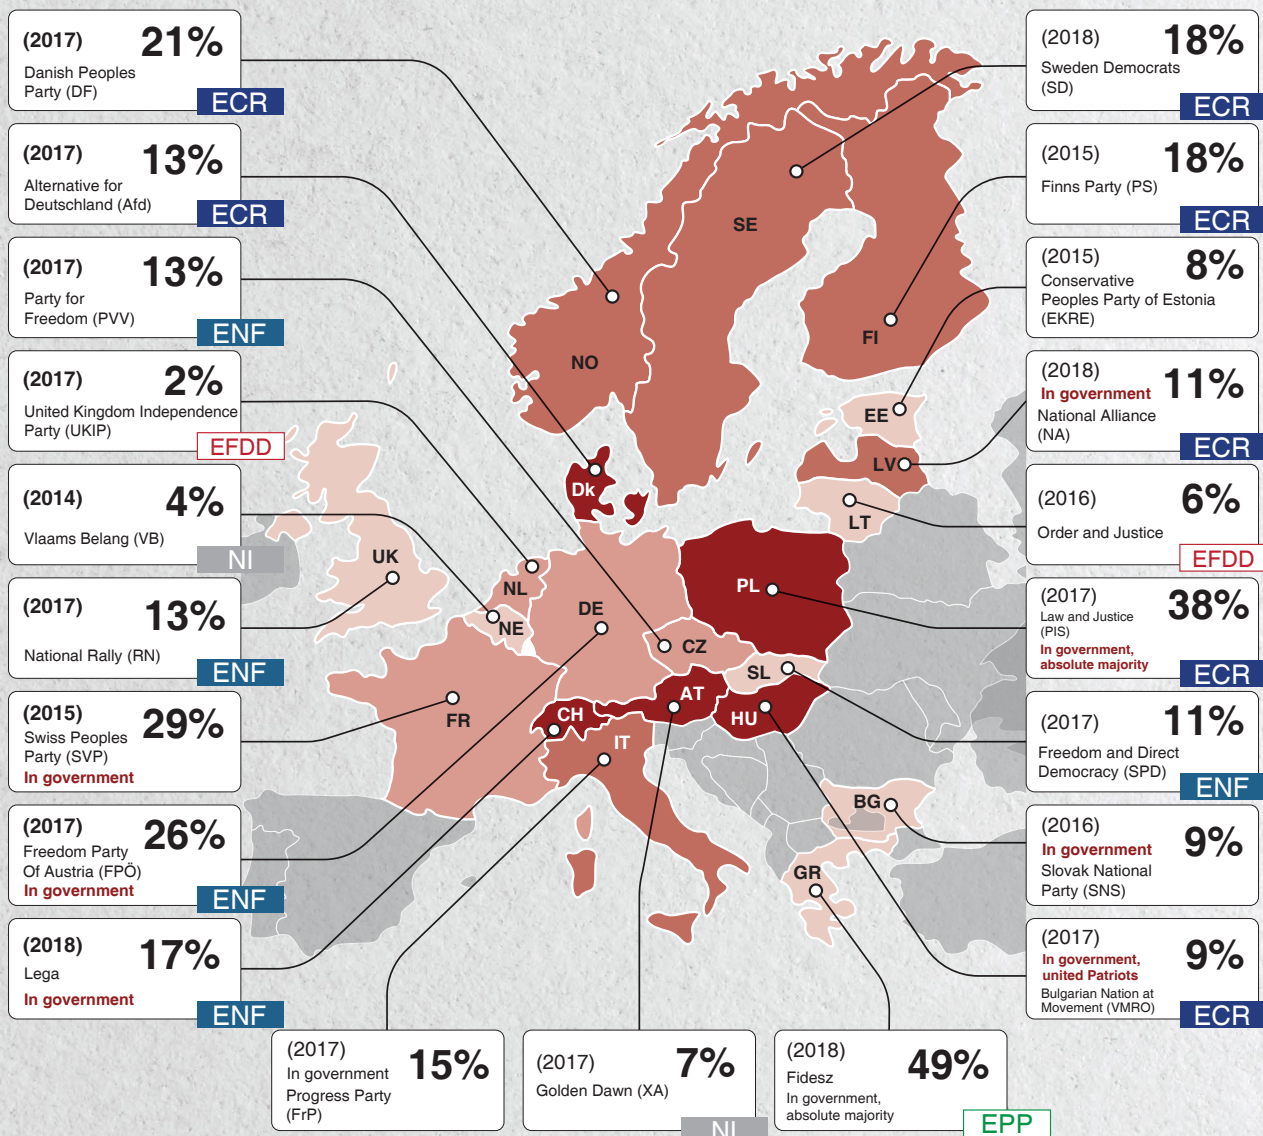 (2017) 21%
Danish Peoples
Party (DF)
ECR
(2017) 13%
Alternative for
Deutschland (Afd)
ECR
(2017) 13%
Party for
Freedom (PVV)
ENF
(2017) 2%
United Kingdom Independence
Party (UKIP)
EFDD
(2014) 4%
Vlaams Belang (VB)
NI
(2017) 13%
National Rally (RN)
ENF
(2015) 29%
Swiss Peoples
Party (SVP)
In government
(2017) 26%
Freedom Party
Of Austria (FPÖ)
In government
ENF
(2018) 17%
Lega
In government
ENF
(2017) 15%
In government
Progress Party
(FrP)
(2017) 7%
Golden Dawn (XA)
NI
(2018) 49%
Fidesz
In government,
absolute majority
EPP
(2018) 18%
Sweden Democrats
(SD)
ECR
(2015) 18%
Finns Party (PS)
ECR
(2015) 8%
Conservative
Peoples Party of Estonia
(EKRE)
(2018) 11%
In government
National Alliance
(NA)
ECR
(2016) 6%
Order and Justice
EFDD
(2017) 38%
Law and Justice
(PIS)
In government,
absolute majority
ECR
(2017) 11%
Freedom and Direct
Democracy (SPD)
ENF
(2016) 9%
In government
Slovak National
Party (SNS)
(2017) 9%
In government,
united Patriots
Bulgarian Nation at
Movement (VMRO)
ECR
SE
FI
NO
EE
LV
Dk
LT
UK
NL
PL
DE
NE
CZ
SL
AT
FR
CH
HU
IT
BG
GR